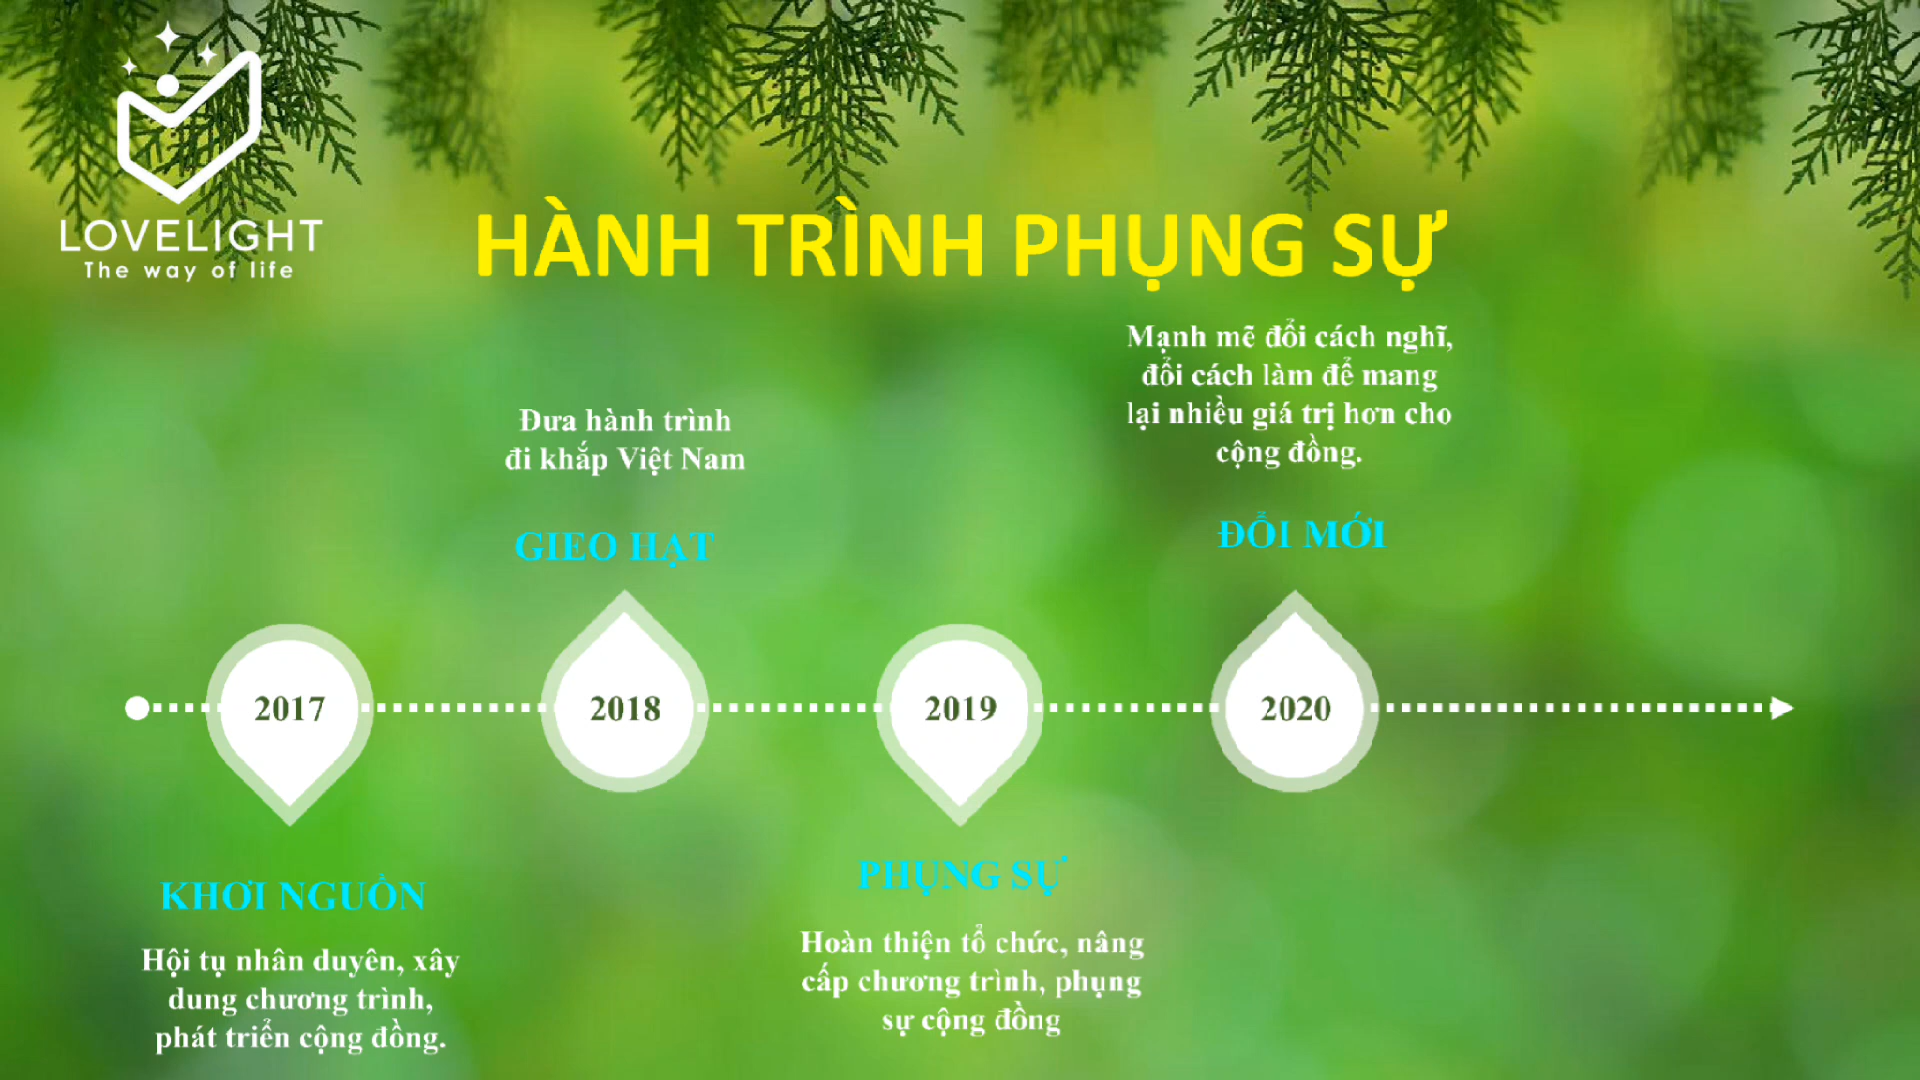 LOVELIGHT
The way of life
HÀNH TRÌNH PHỤNG SỰ
Đưa hành trình
đi khắp Việt Nam
GIEO HẠT
Mạnh mẽ đổi cách nghĩ,
đổi cách làm để mang
lại nhiều giá trị hơn cho
cộng đồng.
ĐỔI MỚI
2017
2018
2019
2020
KHƠI NGUỒN
Hội tụ nhân duyên, xây
dung chương trình,
phát triển cộng đồng.
PHỤNG SỰ
Hoàn thiện tổ chức, nâng
cấp chương trình, phụng
sự cộng đồng